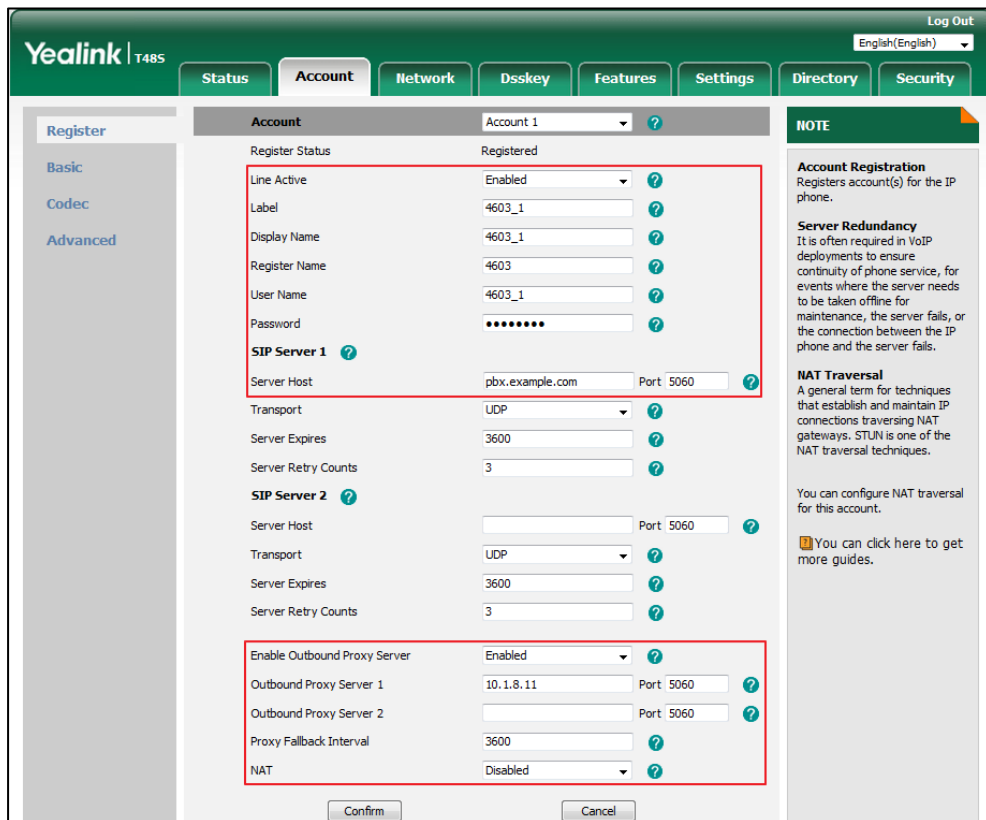 Log Out
Yealink | T48S
English(English)
Status Account Network Dsskey Features Settings Directory Security
Register
Basic
Codec
Advanced
Account Account 1 ?
Register Status Registered
Line Active Enabled ?
Label 4603_1 ?
Display Name 4603_1 ?
Register Name 4603 ?
User Name 4603_1 ?
Password •••••••• ?
SIP Server 1 ?
Server Host pbx.example.com Port 5060 ?
Transport UDP ?
Server Expires 3600 ?
Server Retry Counts 3 ?
SIP Server 2 ?
Server Host Port 5060 ?
Transport UDP ?
Server Expires 3600 ?
Server Retry Counts 3 ?
Enable Outbound Proxy Server Enabled ?
Outbound Proxy Server 1 10.1.8.11 Port 5060 ?
Outbound Proxy Server 2 Port 5060 ?
Proxy Fallback Interval 3600 ?
NAT Disabled ?
Confirm Cancel
NOTE
Account Registration
Registers account(s) for the IP
phone.
Server Redundancy
It is often required in VoIP
deployments to ensure
continuity of phone service, for
events where the server needs
to be taken offline for
maintenance, the server fails, or
the connection between the IP
phone and the server fails.
NAT Traversal
A general term for techniques
that establish and maintain IP
connections traversing NAT
gateways. STUN is one of the
NAT traversal techniques.
You can configure NAT traversal
for this account.
? You can click here to get
more guides.